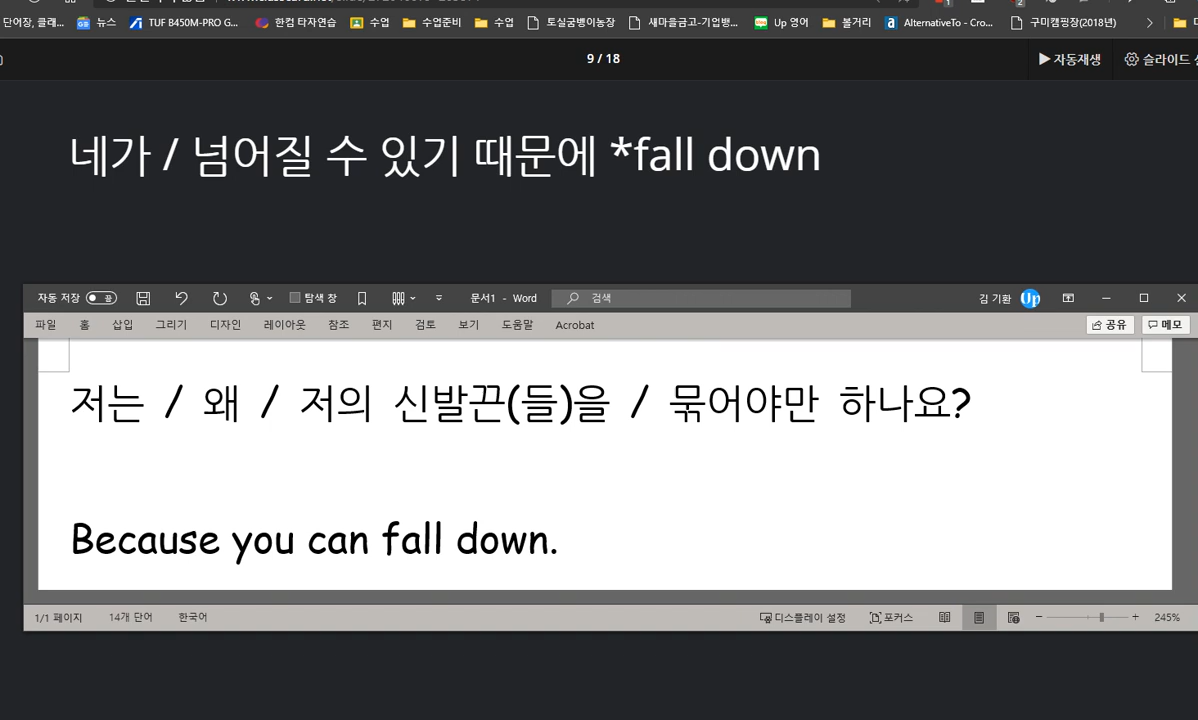 단어장, 클래... 뉴스 TUF B450M-PRO G... 한컴 타자연습 수업 수업준비 수업 토실굼뱅이농장 새마을금고-기업뱅... Up 영어 볼거리 AlternativeTo - Cro... 구미캠핑장(2018년)
9 / 18 자동재생 슬라이드
네가 / 넘어질 수 있기 때문에 *fall down
자동 저장 끔 탐색 창 문서1 - Word 검색 김 기환 Up
파일 홈 삽입 그리기 디자인 레이아웃 참조 편지 검토 보기 도움말 Acrobat 공유 메모
저는 / 왜 / 저의 신발끈(들)을 / 묶어야만 하나요?
Because you can fall down.
1/1 페이지 14개 단어 한국어 디스플레이 설정 포커스 245%